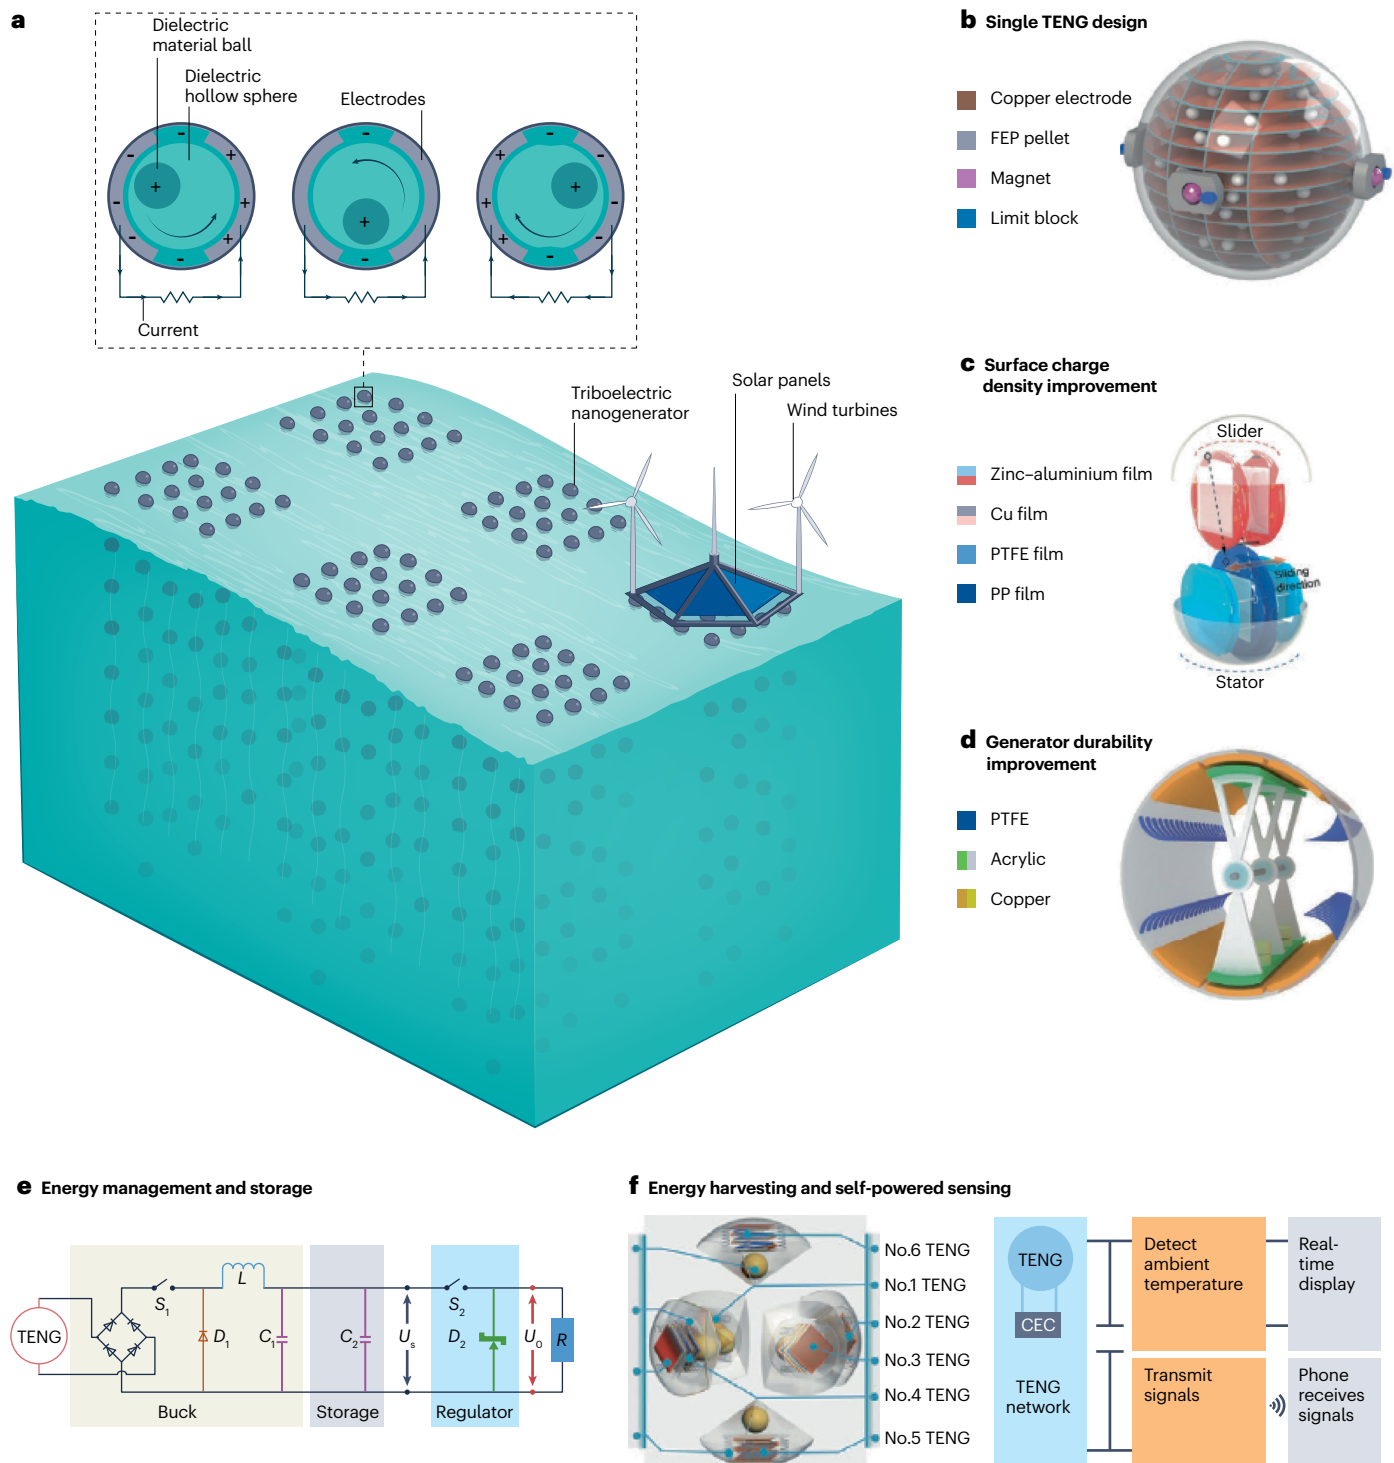 a
Dielectric
material ball
Dielectric
hollow sphere
Electrodes
-
-
+
-
+
-
+
+
-
-
+
-
-
+
-
+
+
-
+
-
-
Current
Triboelectric
nanogenerator
Solar panels
Wind turbines
b Single TENG design
Copper electrode
FEP pellet
Magnet
Limit block
c Surface charge
density improvement
Zinc–aluminium film
Cu film
PTFE film
PP film
Slider
Sliding
direction
Stator
d Generator durability
improvement
PTFE
Acrylic
Copper
e Energy management and storage
TENG
S1
L
D1
C1
C2
Us
S2
D2
U0
R
Buck
Storage
Regulator
f Energy harvesting and self-powered sensing
No.6 TENG
No.1 TENG
No.2 TENG
No.3 TENG
No.4 TENG
No.5 TENG
TENG
CEC
TENG
network
Detect
ambient
temperature
Real-
time
display
Transmit
signals
Phone
receives
signals